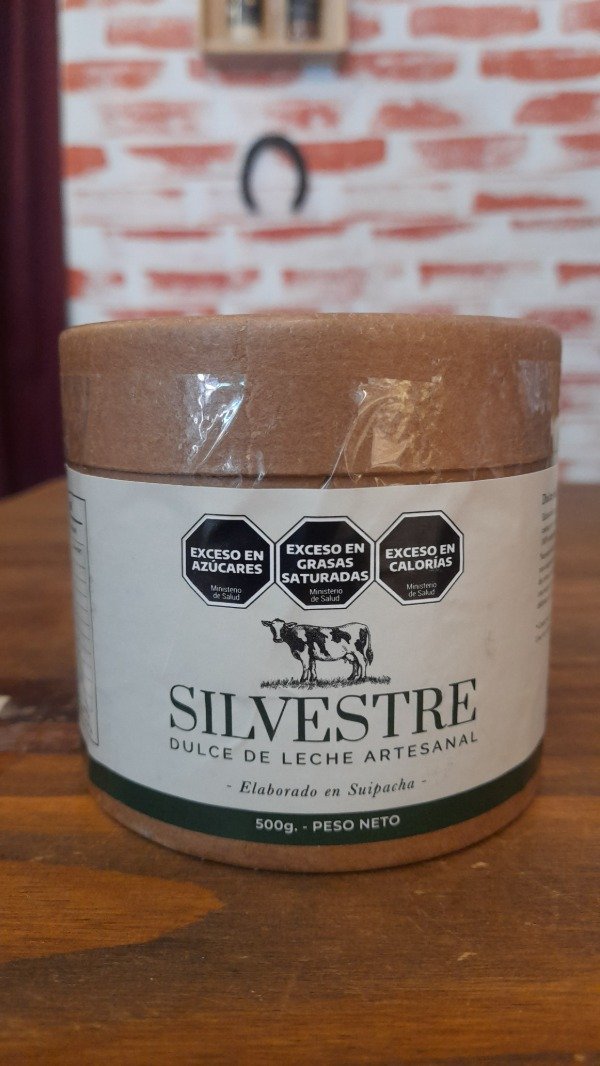 EXCESO EN
AZÚCARES
Ministerio
de Salud
EXCESO EN
GRASAS
SATURADAS
Ministerio
de Salud
EXCESO EN
CALORÍAS
Ministerio
de Salud
SILVESTRE
DULCE DE LECHE ARTESANAL
- Elaborado en Suipacha -
500g. - PESO NETO